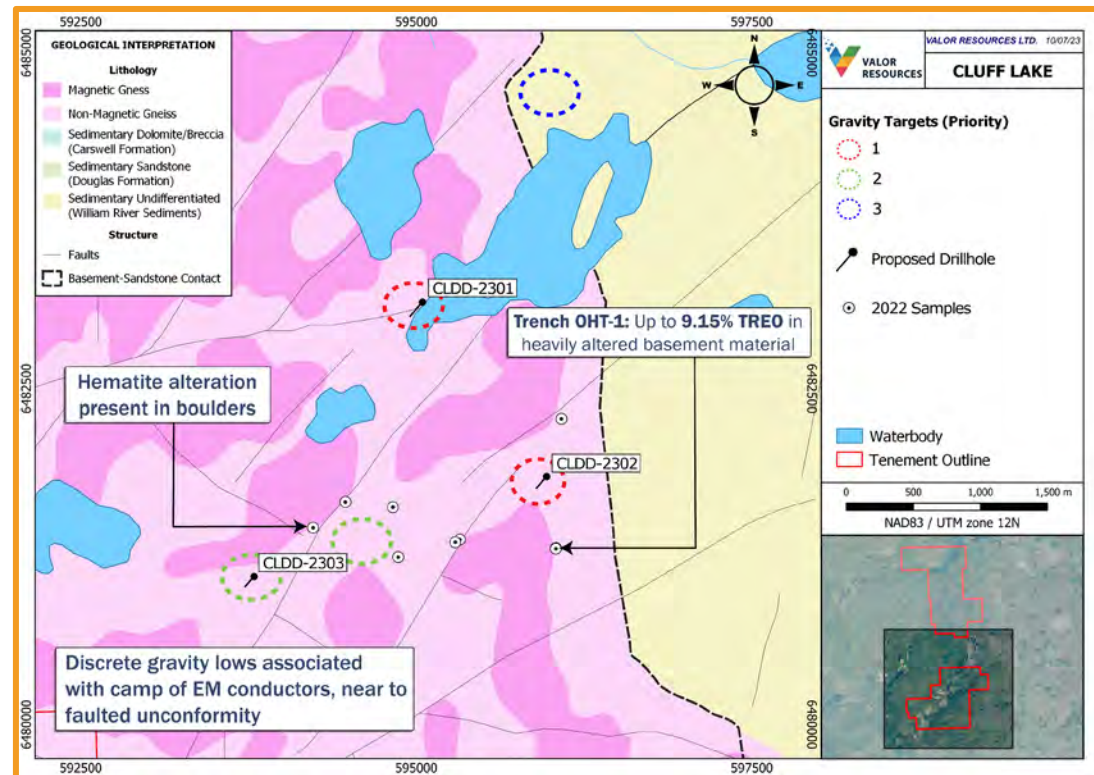 592500
595000
597500
6485000
6485000
GEOLOGICAL INTERPRETATION
Lithology
Magnetic Gness
Non-Magnetic Gneiss
Sedimentary Dolomite/Breccia
(Carswell Formation)
Sedimentary Sandstone
(Douglas Formation)
Sedimentary Undifferentiated
(William River Sediments)
Structure
Faults
Basement-Sandstone Contact
N
W
E
S
VALOR
RESOURCES
VALOR RESOURCES LTD. 10/07/23
CLUFF LAKE
Gravity Targets (Priority)
1
2
3
Proposed Drillhole
2022 Samples
Waterbody
Tenement Outline
0 500 1,000 1,500 m
NAD83 / UTM zone 12N
CLDD-2301
Trench OHT-1: Up to 9.15% TREO in
heavily altered basement material
6482500
6482500
Hematite alteration
present in boulders
CLDD-2302
CLDD-2303
Discrete gravity lows associated
with camp of EM conductors, near to
faulted unconformity
6480000
6480000
592500
595000
597500